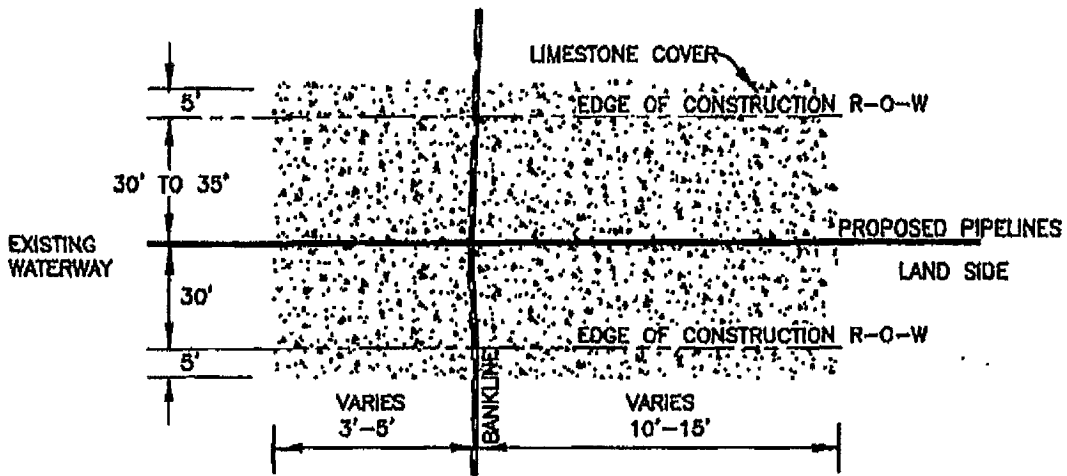 LIMESTONE COVER
5'
EDGE OF CONSTRUCTION R-O-W
30' TO 35'
EXISTING
WATERWAY
PROPOSED PIPELINES
LAND SIDE
30'
EDGE OF CONSTRUCTION R-O-W
5'
BANKLINE
VARIES
3'-5'
VARIES
10'-15'